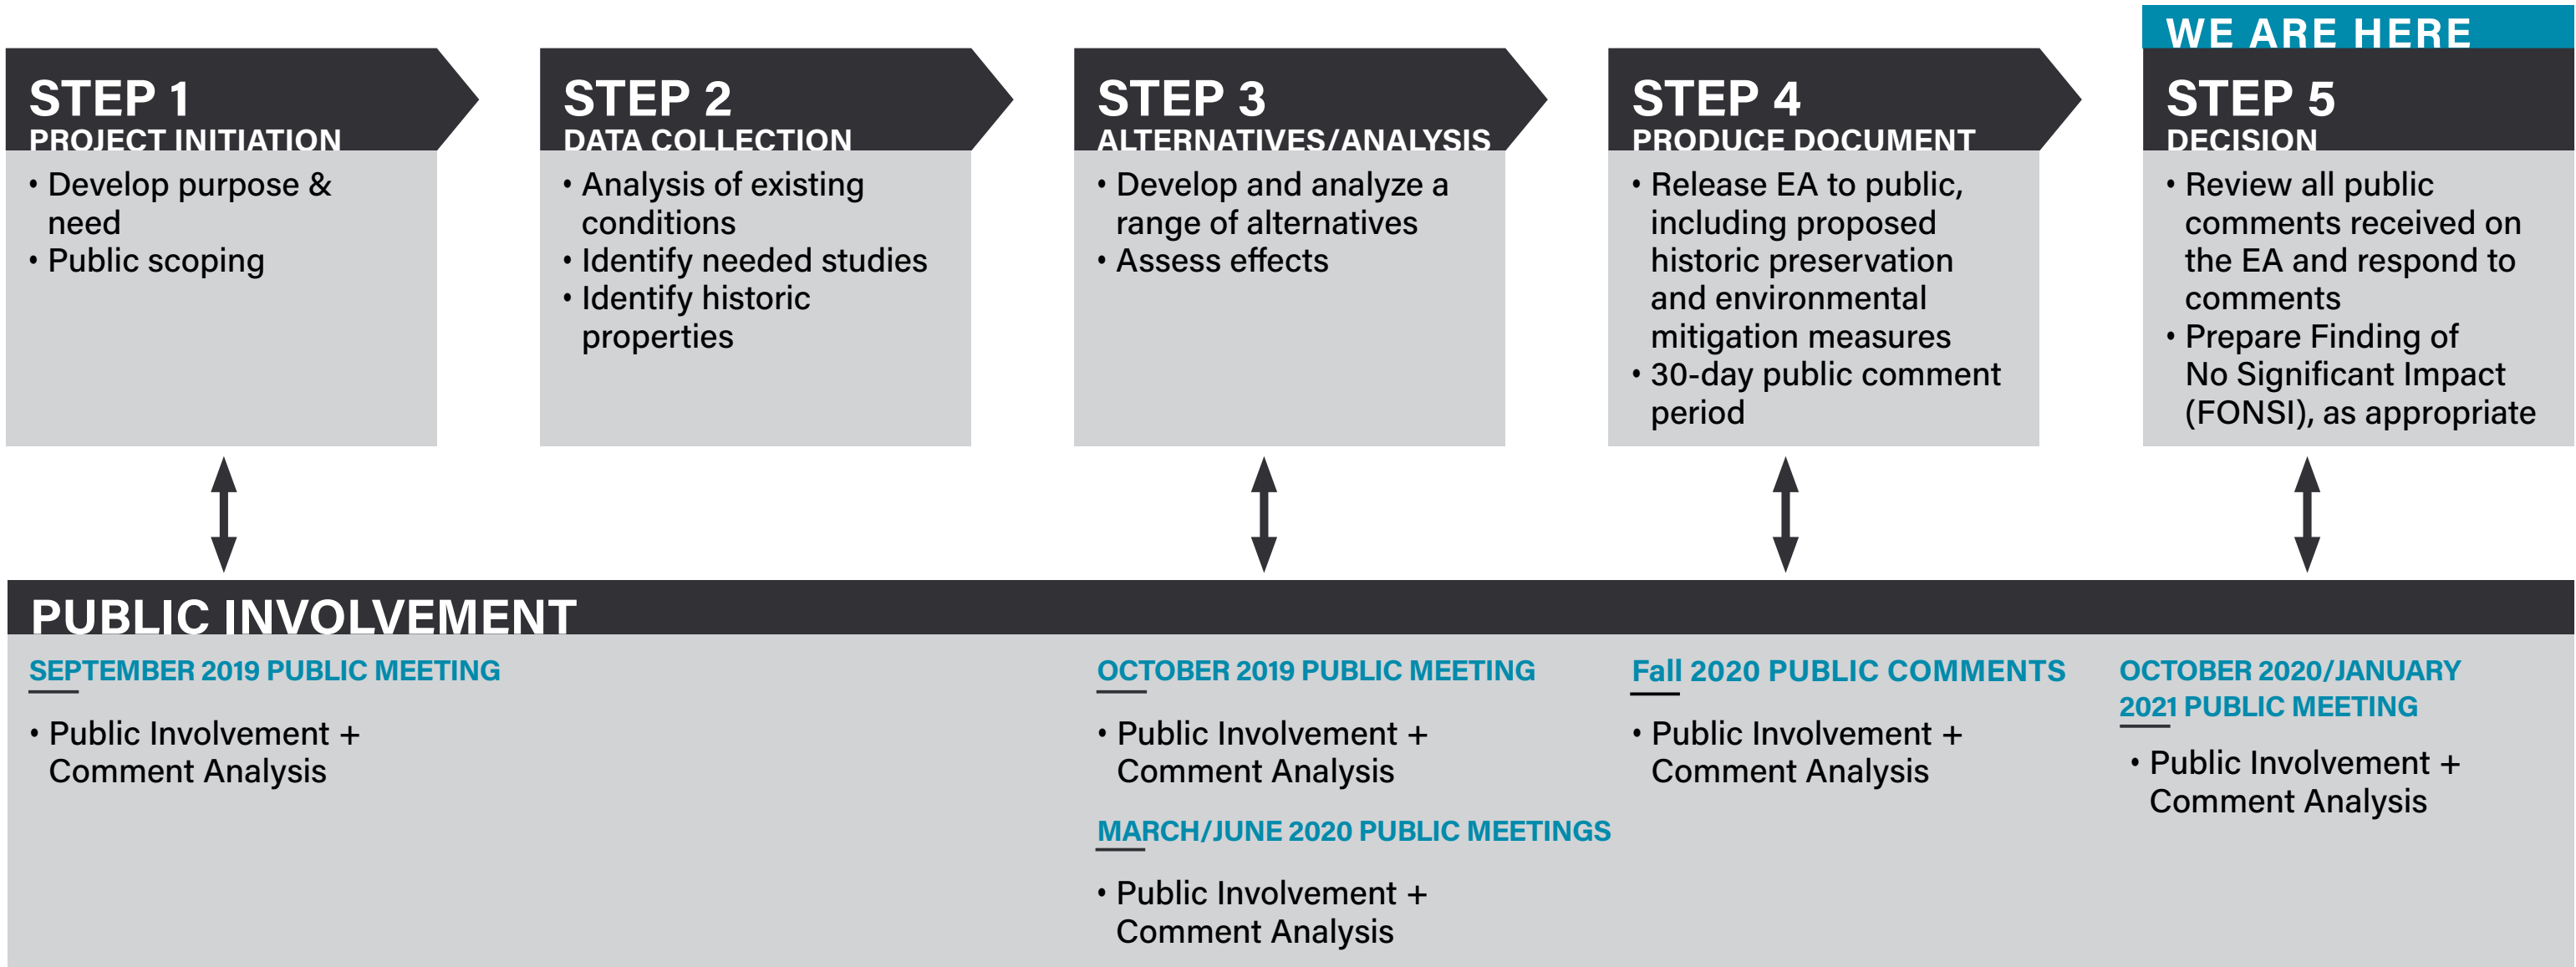 STEP 1
PROJECT INITIATION
• Develop purpose &
need
• Public scoping
STEP 2
DATA COLLECTION
• Analysis of existing
conditions
• Identify needed studies
• Identify historic
properties
STEP 3
ALTERNATIVES/ANALYSIS
• Develop and analyze a
range of alternatives
• Assess effects
STEP 4
PRODUCE DOCUMENT
• Release EA to public,
including proposed
historic preservation
and environmental
mitigation measures
• 30-day public comment
period
WE ARE HERE
STEP 5
DECISION
• Review all public
comments received on
the EA and respond to
comments
• Prepare Finding of
No Significant Impact
(FONSI), as appropriate
PUBLIC INVOLVEMENT
SEPTEMBER 2019 PUBLIC MEETING
• Public Involvement +
Comment Analysis
OCTOBER 2019 PUBLIC MEETING
• Public Involvement +
Comment Analysis
MARCH/JUNE 2020 PUBLIC MEETINGS
• Public Involvement +
Comment Analysis
Fall 2020 PUBLIC COMMENTS
• Public Involvement +
Comment Analysis
OCTOBER 2020/JANUARY
2021 PUBLIC MEETING
• Public Involvement +
Comment Analysis